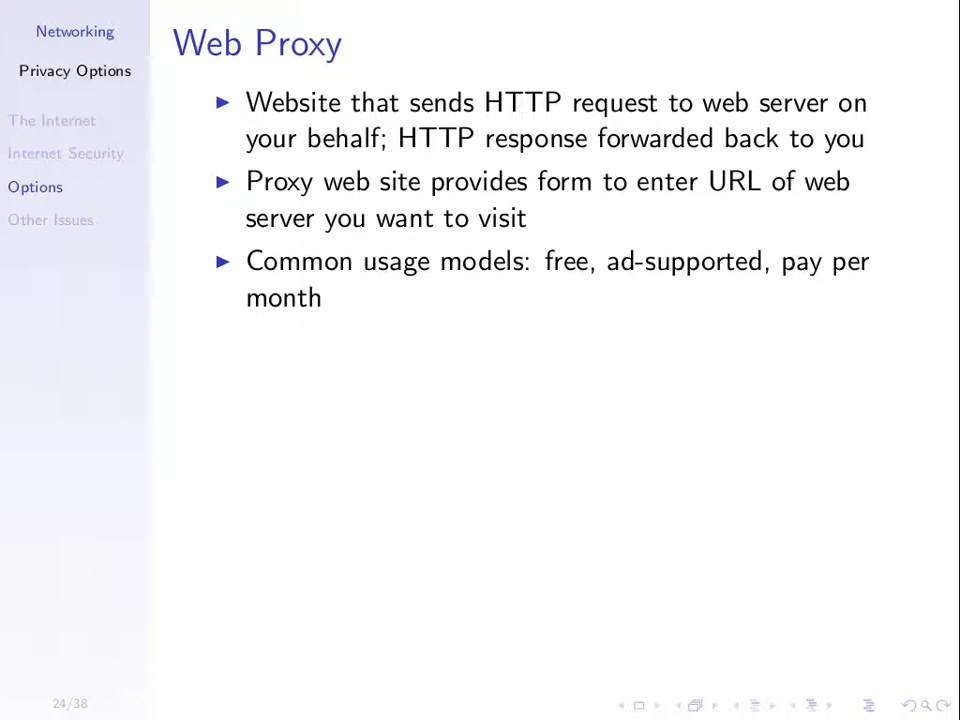 Networking
Privacy Options
The Internet
Internet Security
Options
Other Issues
Web Proxy
Website that sends HTTP request to web server on
your behalf; HTTP response forwarded back to you
Proxy web site provides form to enter URL of web
server you want to visit
Common usage models: free, ad-supported, pay per
month
24/38